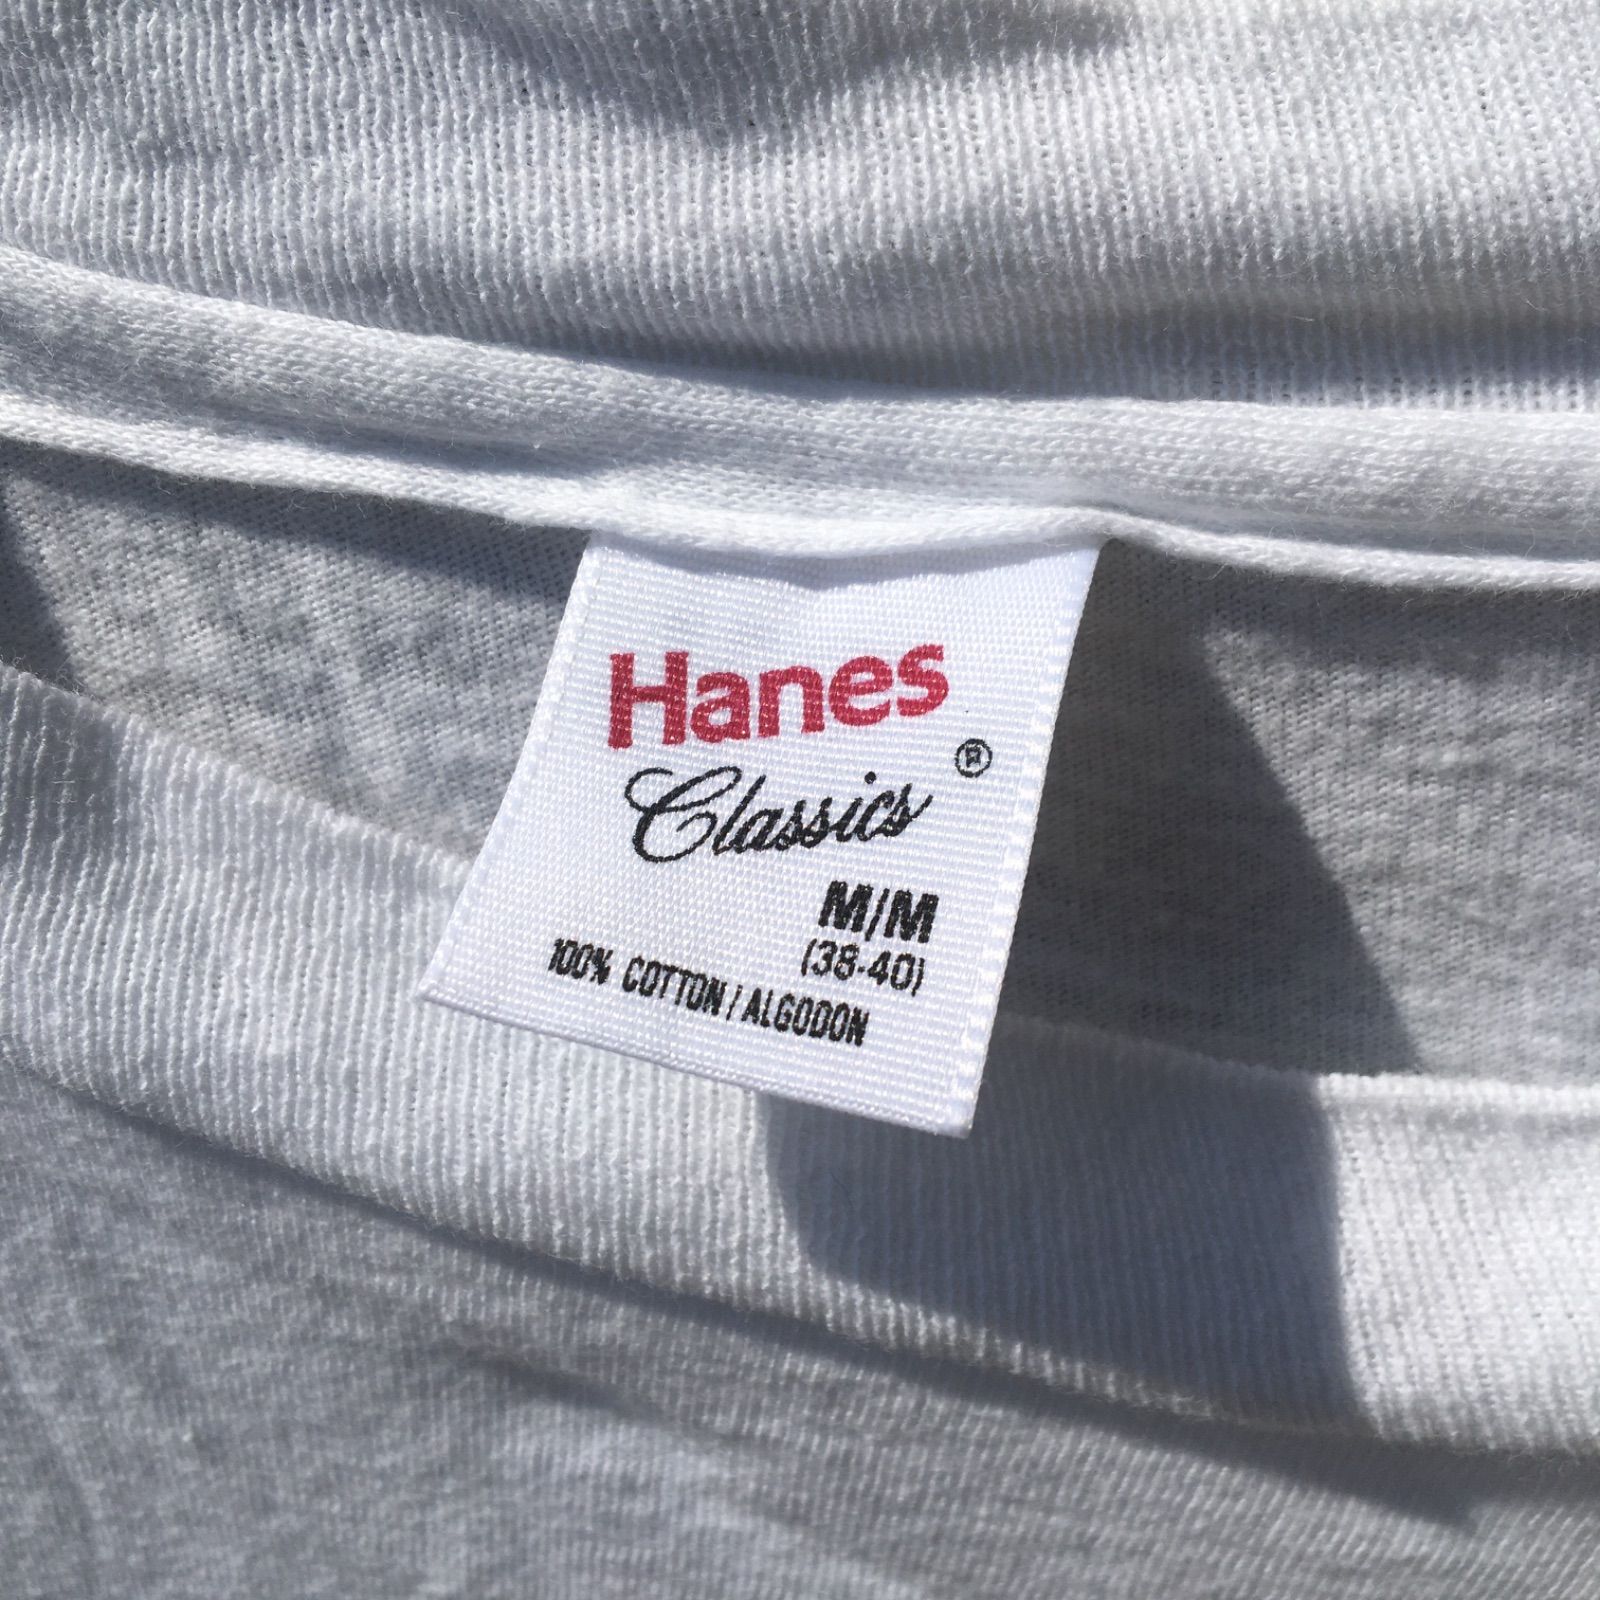 Hanes
Classics ®
M/M
(38-40)
100% COTTON/ALGODON